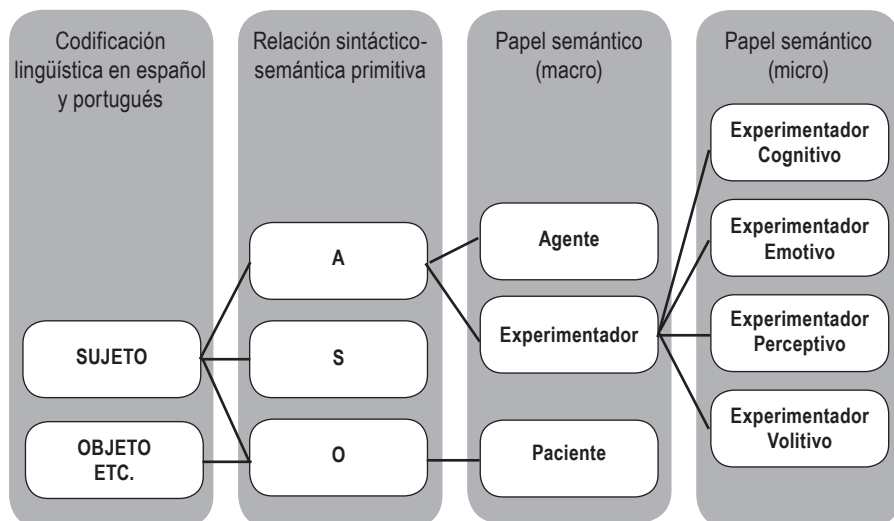 Codificación
lingüística en español
y portugués
Relación sintáctico-
semántica primitiva
Papel semántico
(macro)
Papel semántico
(micro)
SUJETO
OBJETO
ETC.
A
S
O
Agente
Experimentador
Paciente
Experimentador
Cognitivo
Experimentador
Emotivo
Experimentador
Perceptivo
Experimentador
Volitivo